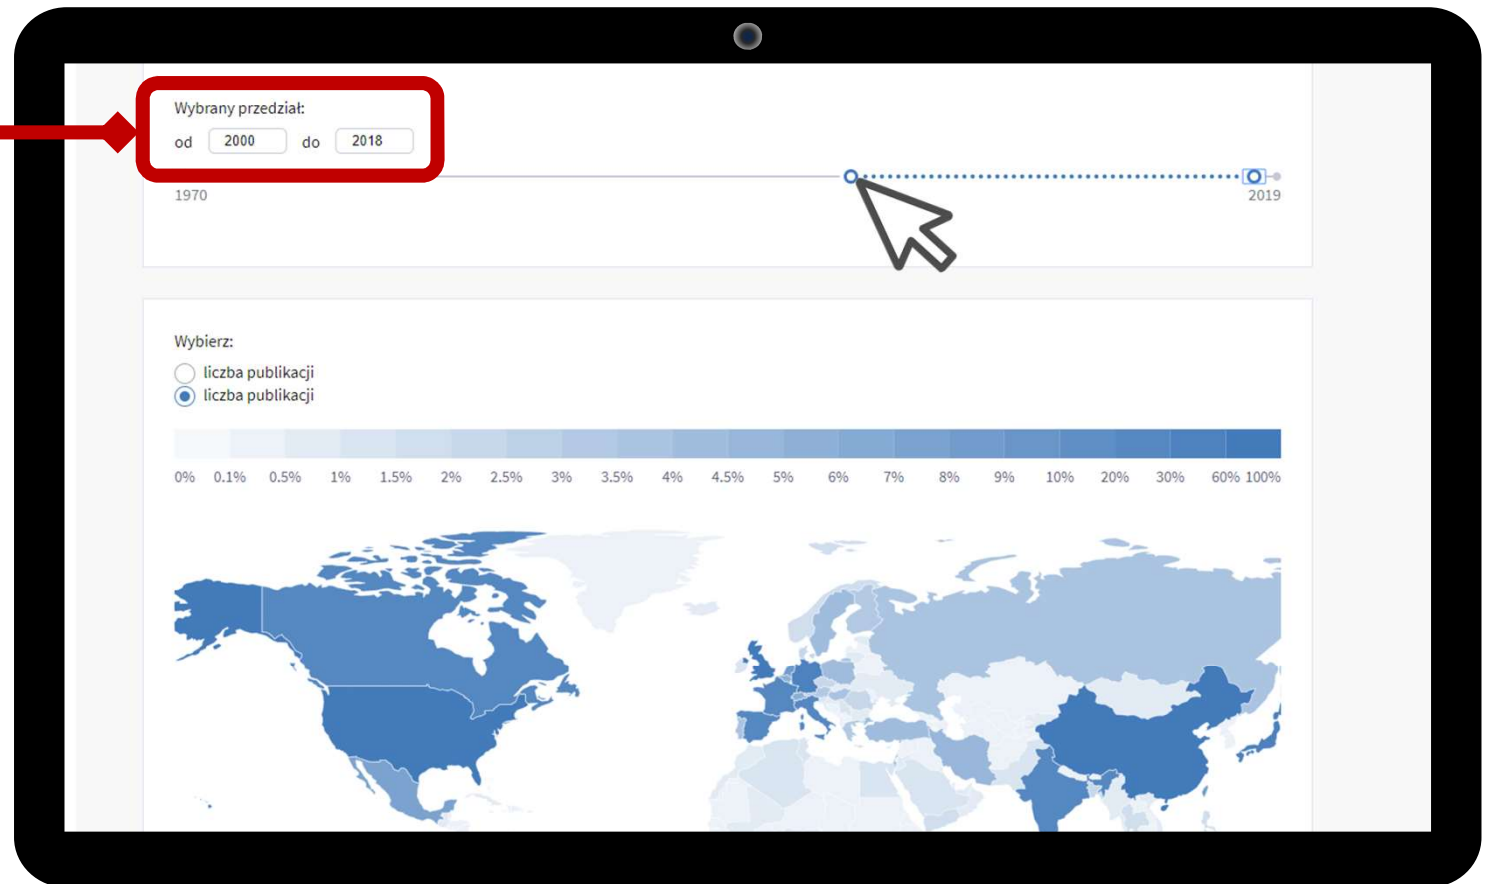 Wybrany przedział:
od 2000 do 2018
1970 2019
Wybierz:
liczba publikacji
liczba publikacji
0% 0.1% 0.5% 1% 1.5% 2% 2.5% 3% 3.5% 4% 4.5% 5% 6% 7% 8% 9% 10% 20% 30% 60% 100%